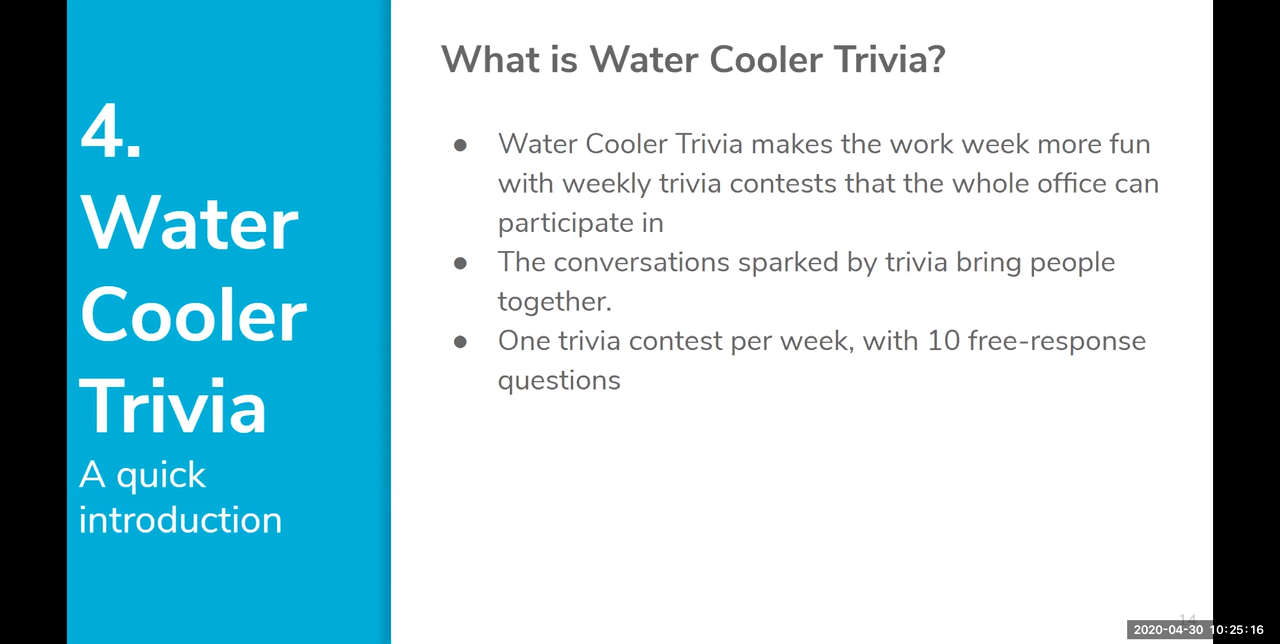 4.
Water
Cooler
Trivia
A quick
introduction
What is Water Cooler Trivia?
● Water Cooler Trivia makes the work week more fun
with weekly trivia contests that the whole office can
participate in
● The conversations sparked by trivia bring people
together.
● One trivia contest per week, with 10 free-response
questions
14
2020-04-30 10:25:16